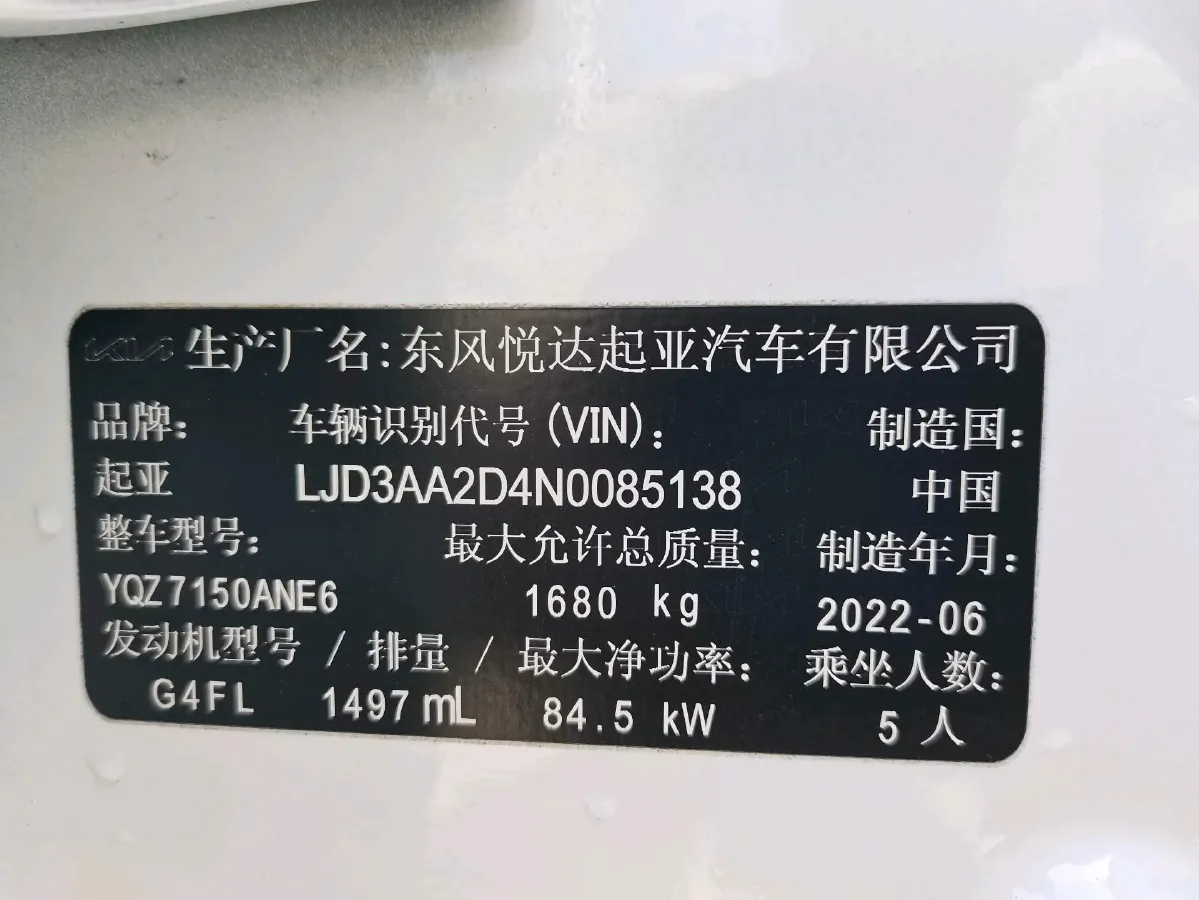 KIA 生产厂名:东风悦达起亚汽车有限公司
品牌: 车辆识别代号(VIN): 制造国:
起亚 LJD3AA2D4N0085138 中国
整车型号: 最大允许总质量: 制造年月:
YQZ7150ANE6 1680 kg 2022-06
发动机型号 / 排量 / 最大净功率: 乘坐人数:
G4FL 1497 mL 84.5 kW 5 人